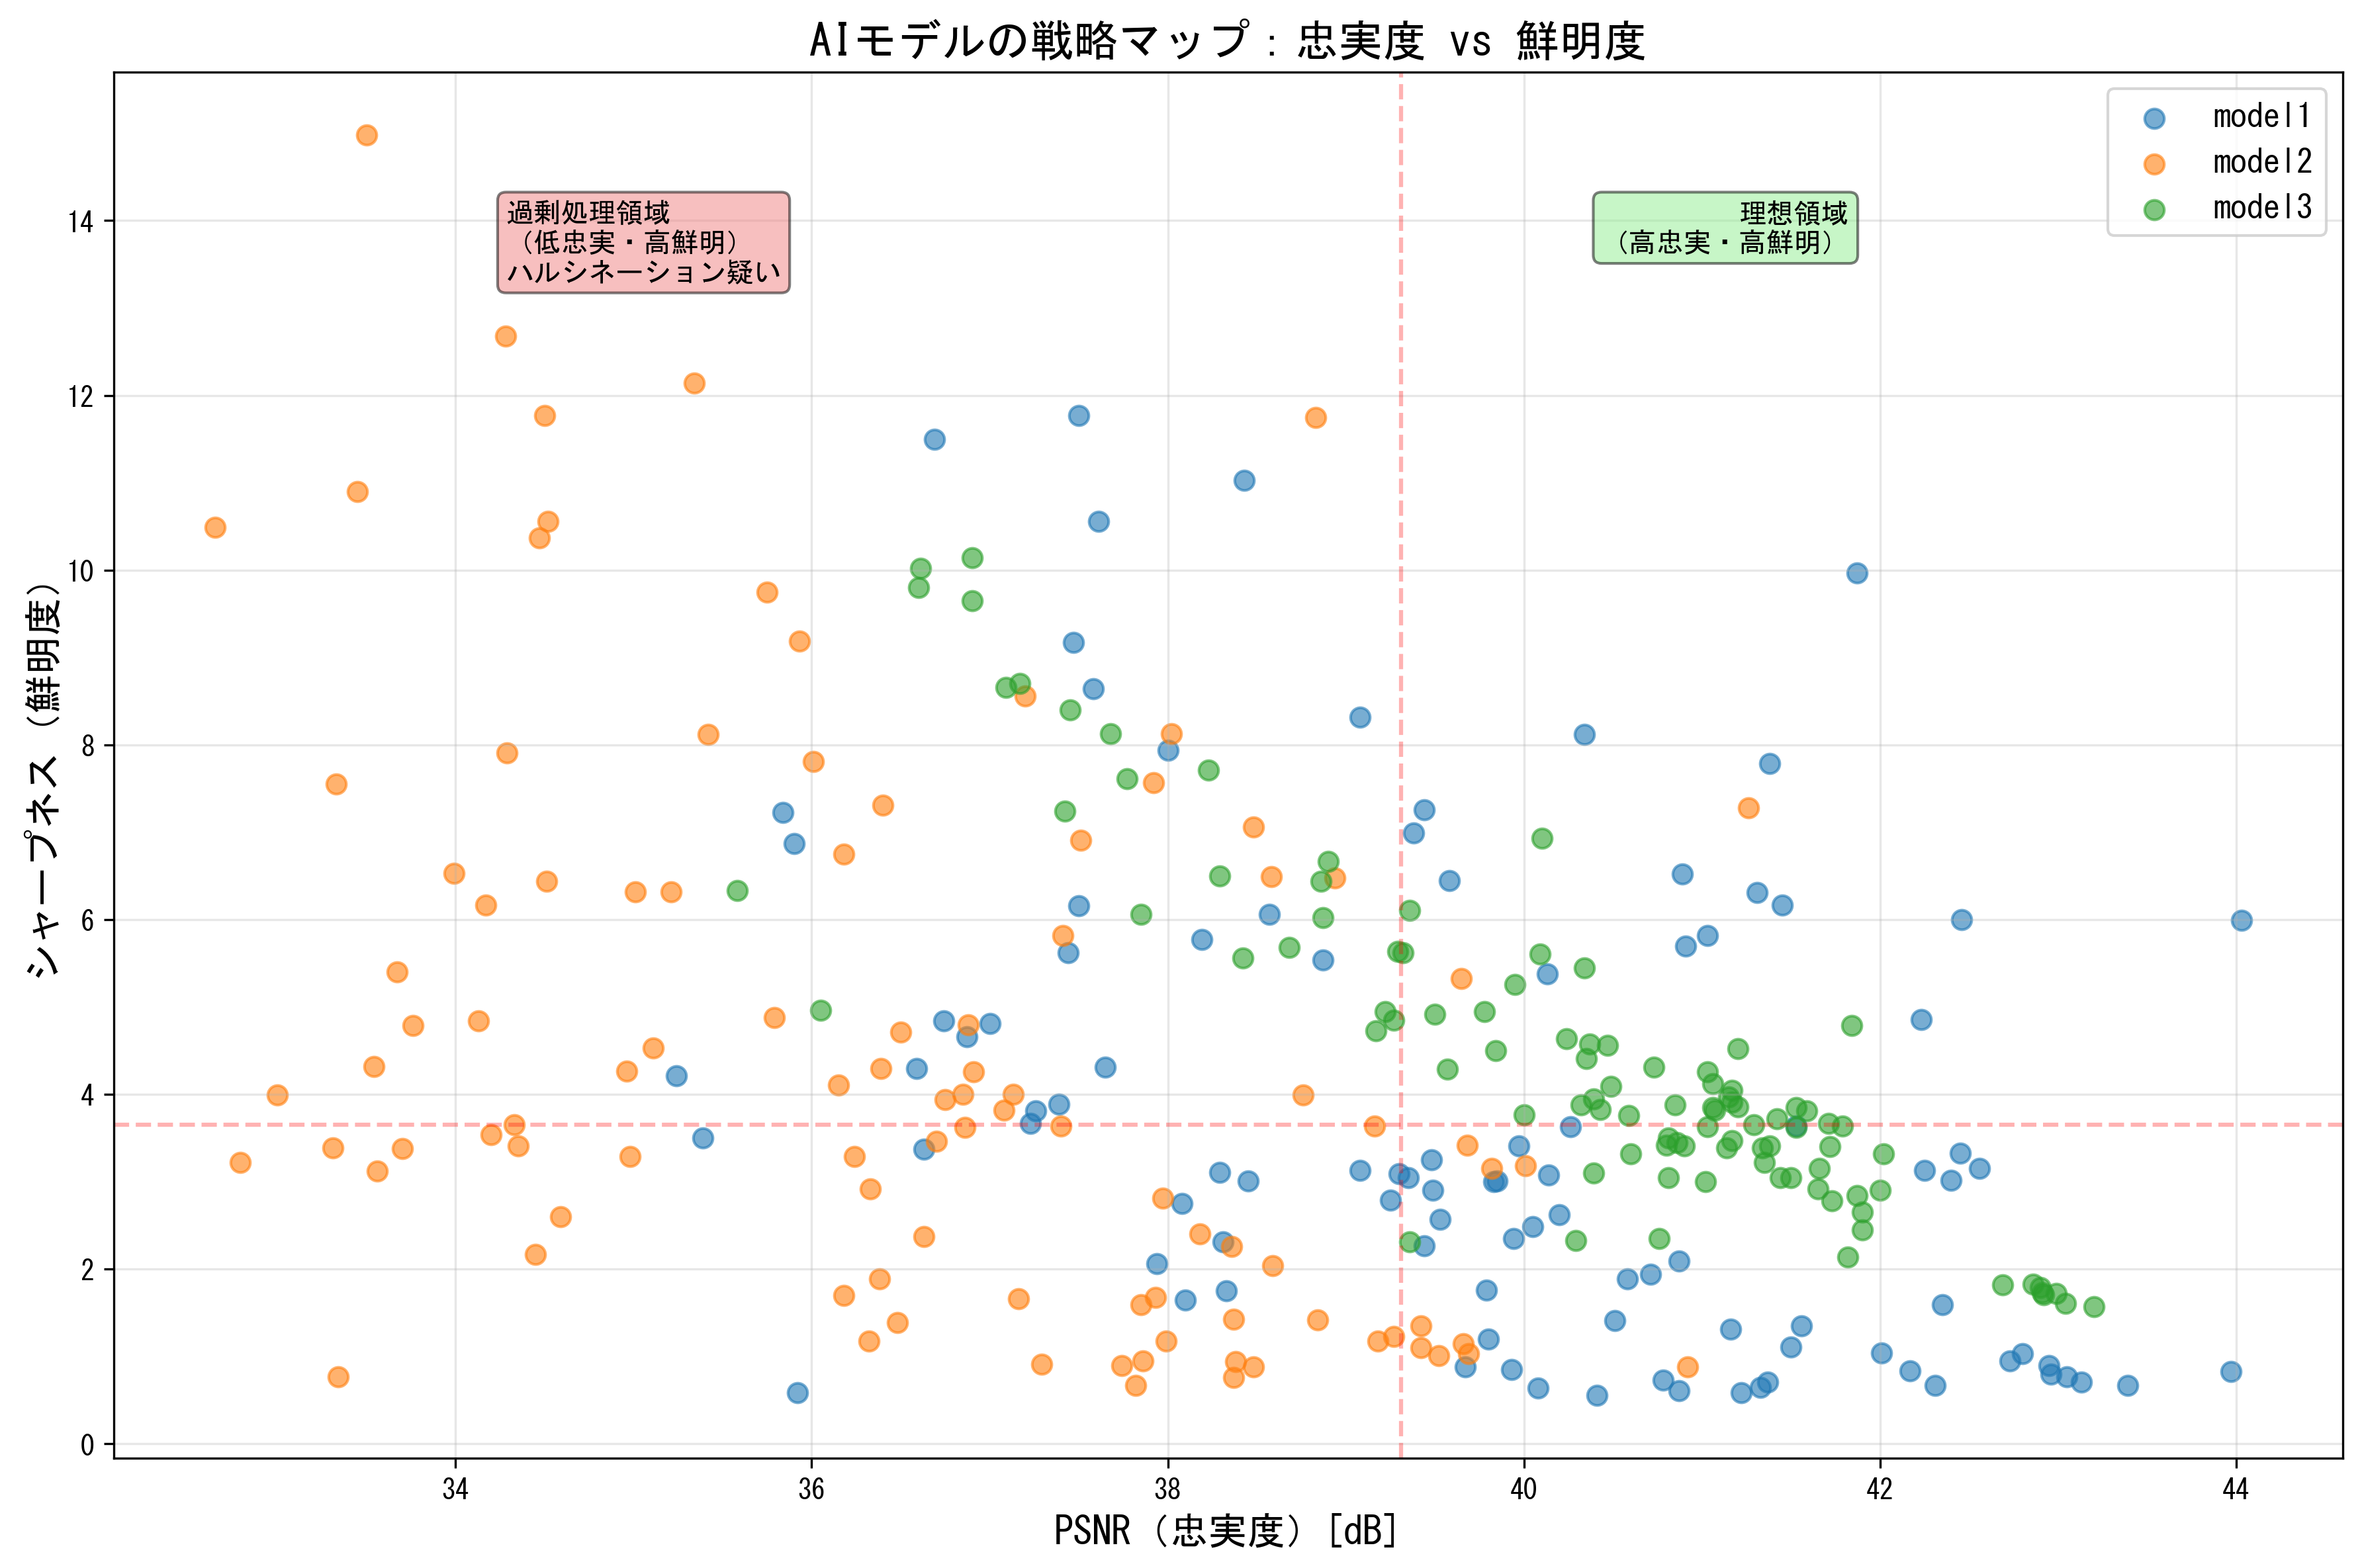 AIモデルの戦略マップ：忠実度 vs 鮮明度
model1
model2
model3
過剰処理領域
（低忠実・高鮮明）
ハルシネーション疑い
理想領域
（高忠実・高鮮明）
シャープネス（鮮明度）
14
12
10
8
6
4
2
0
34
36
38
40
42
44
PSNR（忠実度）[dB]